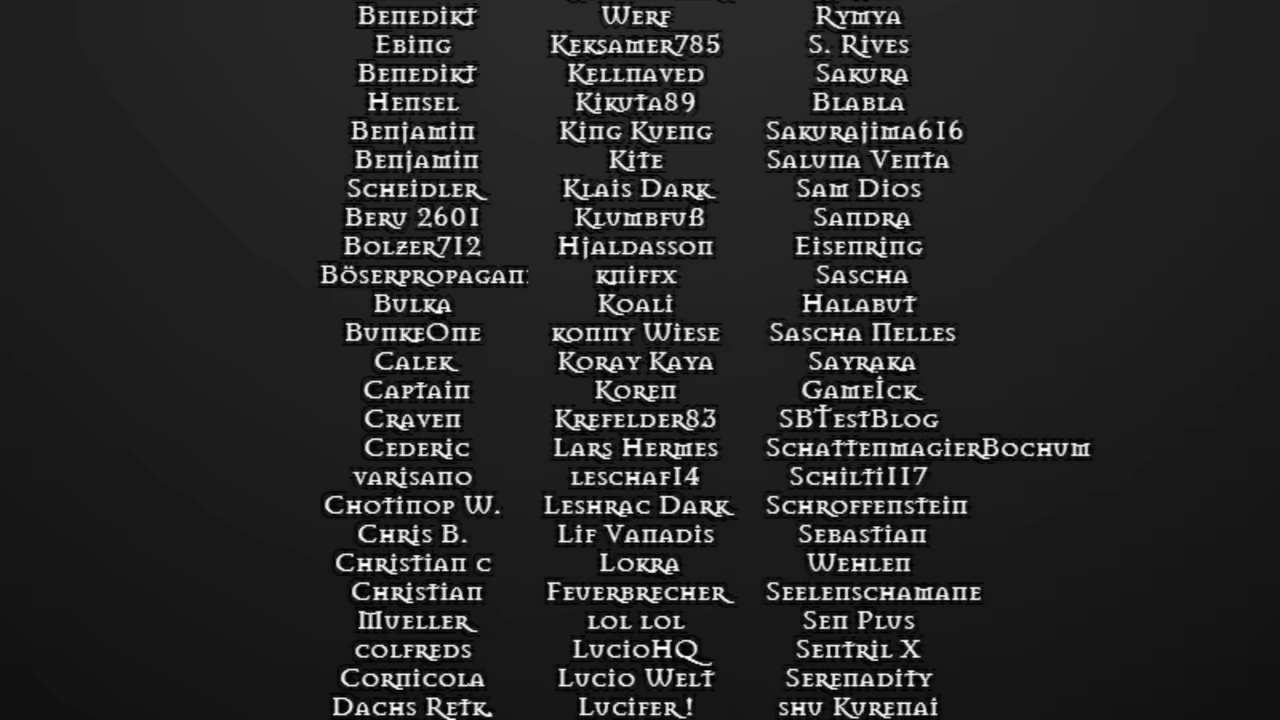 Benedikt
Ebing
Benedikt
Hensel
Benjamin
Benjamin
Scheidler
Beru 2601
Bolzer712
Böserpropagan
Bulka
BunkeOne
Calek
Captain
Craven
Cederic
varisano
Chotinop W.
Chris B.
Christian c
Christian
Mueller
colfreds
Cornicola
Dachs Retk.
Werf
Keksamer785
Kellnaved
Kikuta89
King Kueng
Kite
Klais Dark
Klumbfuß
Hjaldasson
kniffx
Koali
konny Wiese
Koray Kaya
Koren
Krefelder83
Lars Hermes
leschaf14
Leshrac Dark
Lif Vanadis
Lokra
Feuerbrecher
lol lol
LucioHQ
Lucio Welt
Lucifer!
Rymya
S. Rives
Sakura
Blabla
Sakurajima616
Saluna Venta
Sam Dios
Sandra
Eisenring
Sascha
Halabut
Sascha Nelles
Sayraka
GameIck
SBTestBlog
SchattenmagierBochum
Schilti117
Schroffenstein
Sebastian
Wehlen
Seelenschamane
Sen Plus
Sentril X
Serenadity
shu Kurenai